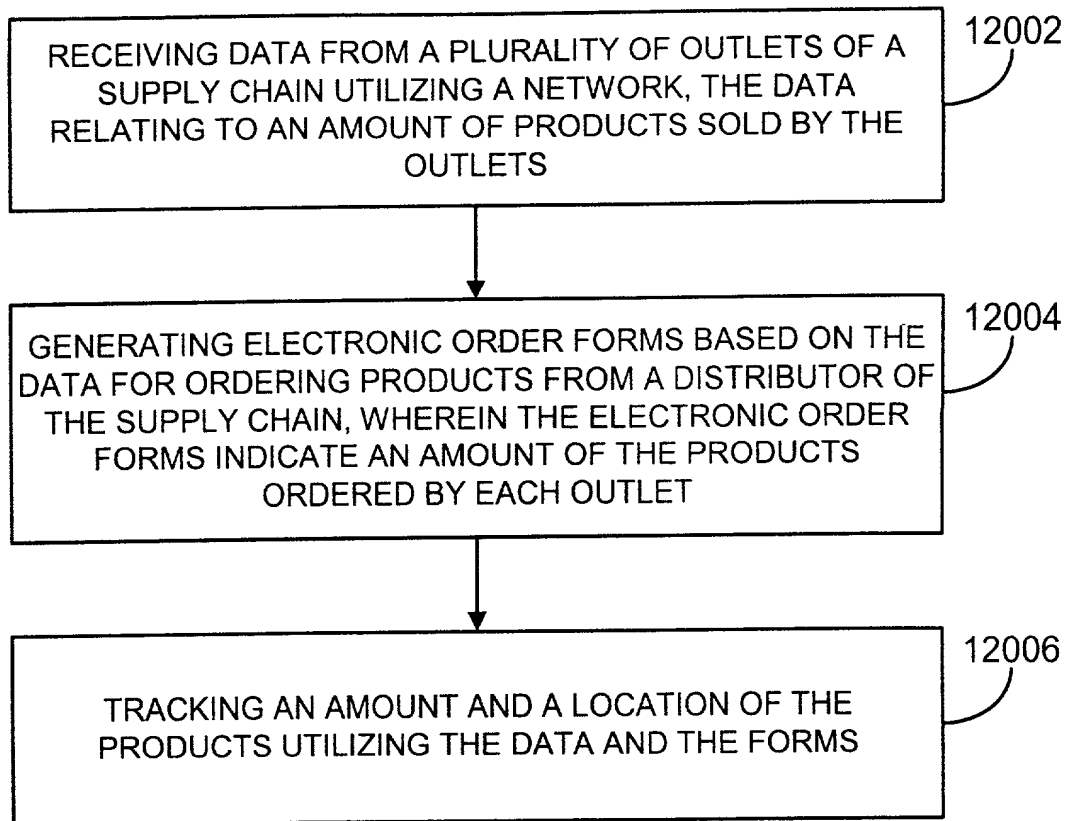 12002
RECEIVING DATA FROM A PLURALITY OF OUTLETS OF A
SUPPLY CHAIN UTILIZING A NETWORK, THE DATA
RELATING TO AN AMOUNT OF PRODUCTS SOLD BY THE
OUTLETS
12004
GENERATING ELECTRONIC ORDER FORMS BASED ON THE
DATA FOR ORDERING PRODUCTS FROM A DISTRIBUTOR OF
THE SUPPLY CHAIN, WHEREIN THE ELECTRONIC ORDER
FORMS INDICATE AN AMOUNT OF THE PRODUCTS
ORDERED BY EACH OUTLET
12006
TRACKING AN AMOUNT AND A LOCATION OF THE
PRODUCTS UTILIZING THE DATA AND THE FORMS